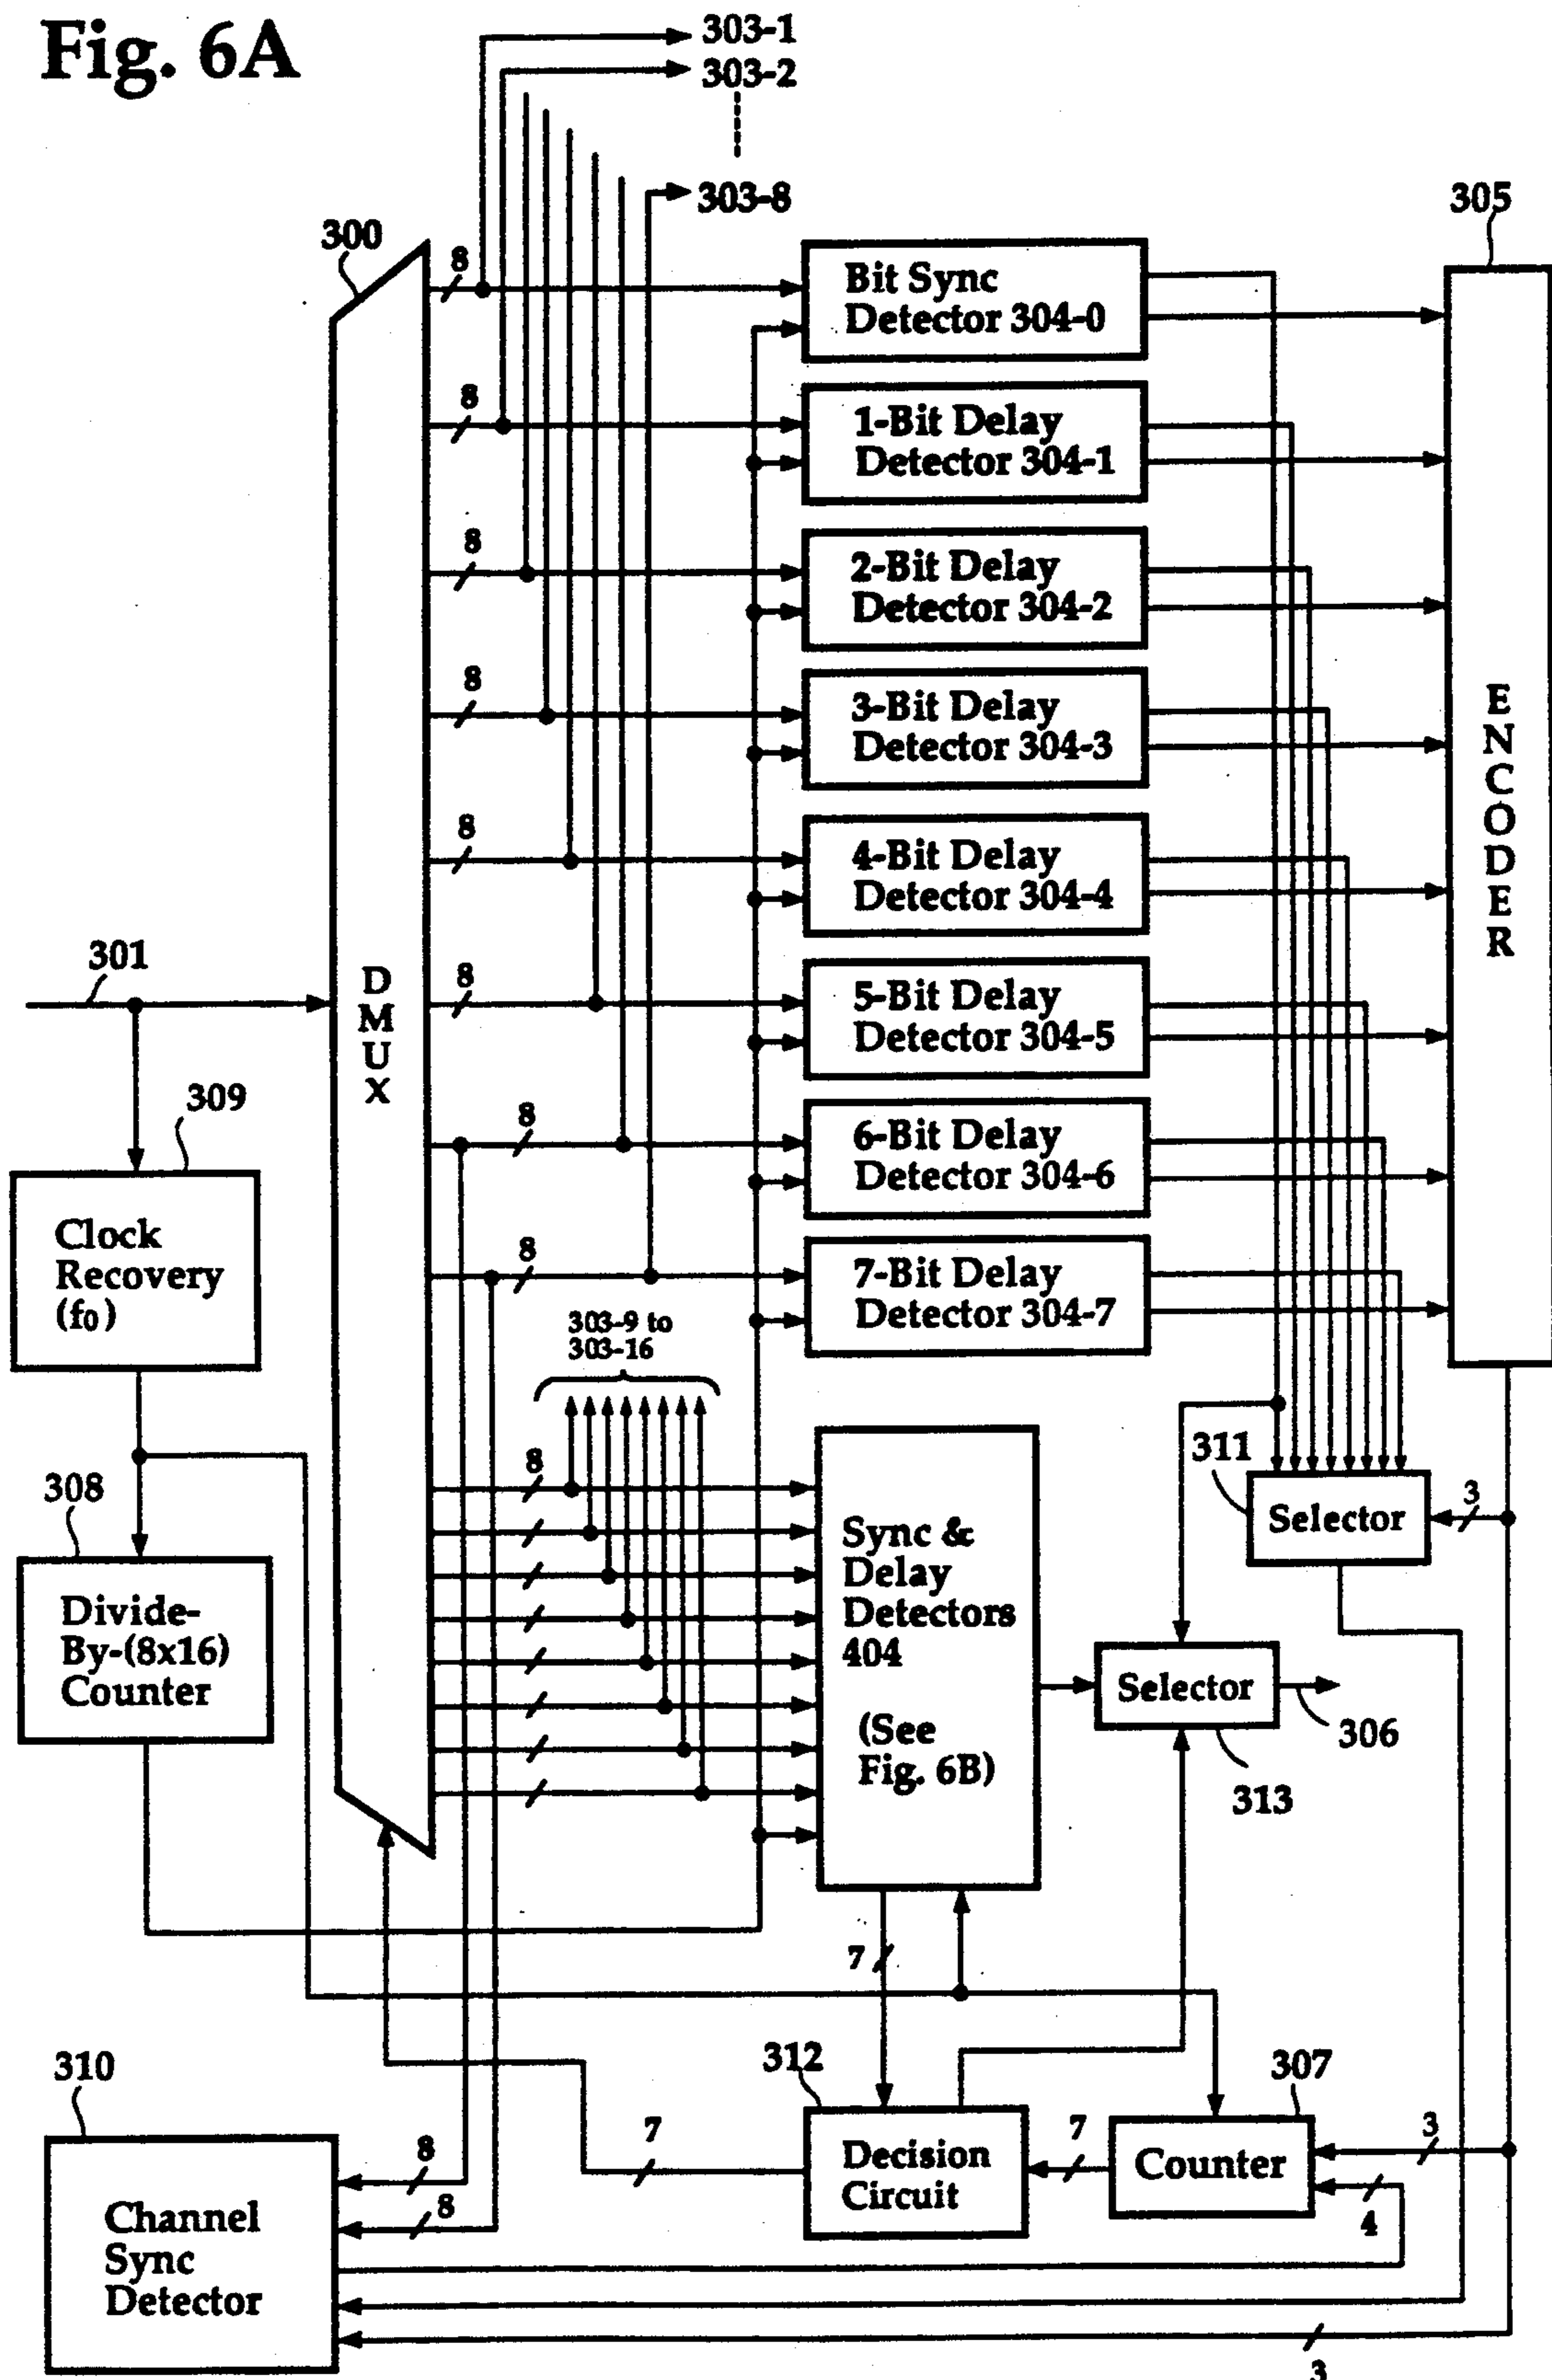 Fig. 6A
303-1
303-2
303-8
300
305
8
Bit Sync
Detector 304-0
8
1-Bit Delay
Detector 304-1
8
2-Bit Delay
Detector 304-2
8
3-Bit Delay
Detector 304-3
ENCODER
8
4-Bit Delay
Detector 304-4
301
DMUX
8
5-Bit Delay
Detector 304-5
309
8
6-Bit Delay
Detector 304-6
Clock
Recovery
(f0)
8
7-Bit Delay
Detector 304-7
303-9 to
303-16
311
8
308
3
Selector
Sync &
Delay
Detectors
404
(See
Fig. 6B)
Divide-
By-(8x16)
Counter
Selector
306
313
7
310
312
307
7
7
3
Decision
Circuit
Counter
8
8
4
Channel
Sync
Detector
3